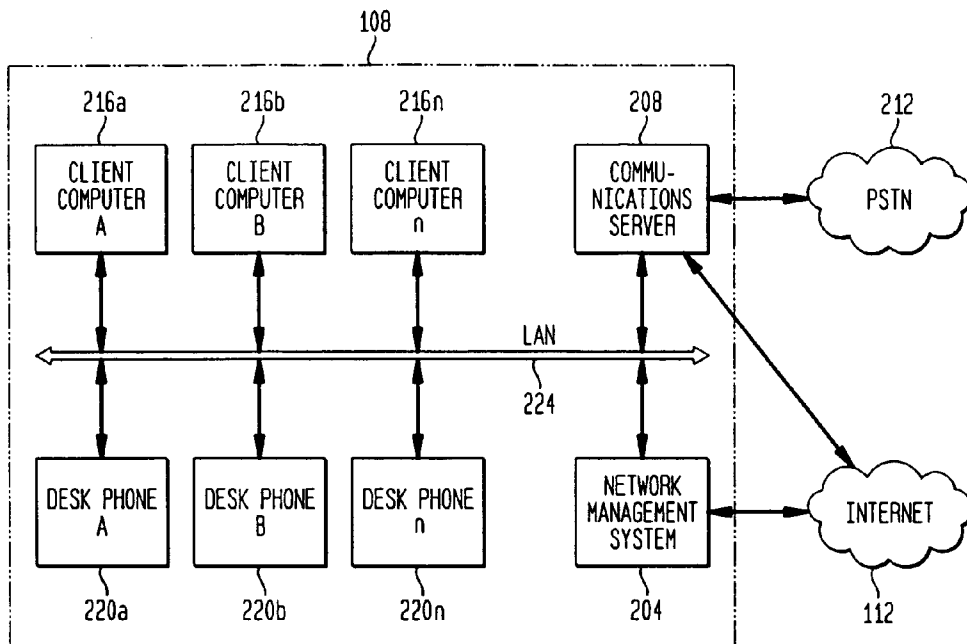 108
216a
216b
216n
208
212
CLIENT
COMPUTER
A
CLIENT
COMPUTER
B
CLIENT
COMPUTER
n
COMMU-
NICATIONS
SERVER
PSTN
LAN
224
DESK PHONE
A
DESK PHONE
B
DESK PHONE
n
NETWORK
MANAGEMENT
SYSTEM
INTERNET
220a
220b
220n
204
112